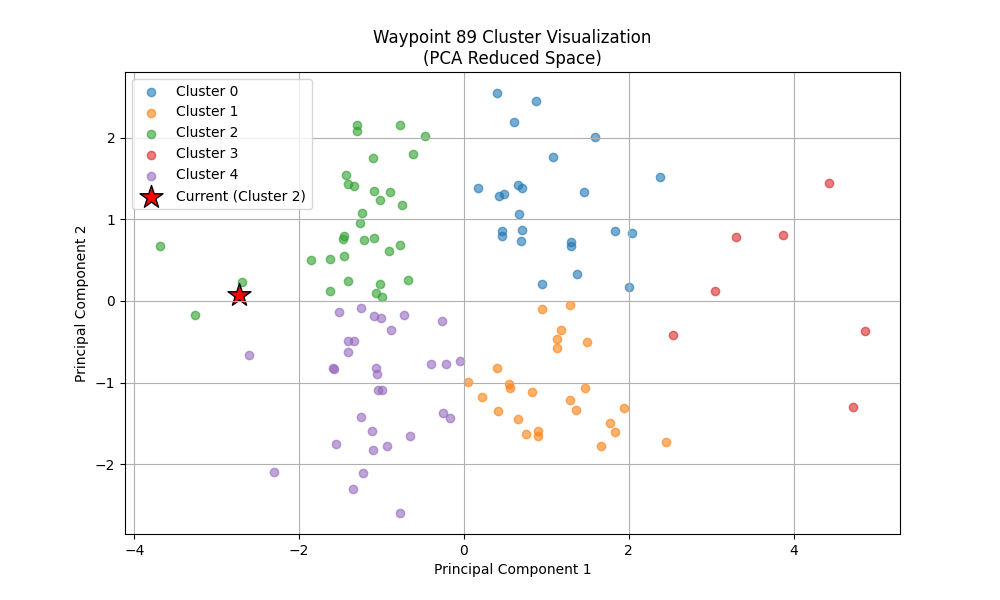 Waypoint 89 Cluster Visualization
(PCA Reduced Space)
Cluster 0
Cluster 1
Cluster 2
Cluster 3
Cluster 4
Current (Cluster 2)
Principal Component 2
2
1
0
−1
−2
−4
−2
0
2
4
Principal Component 1